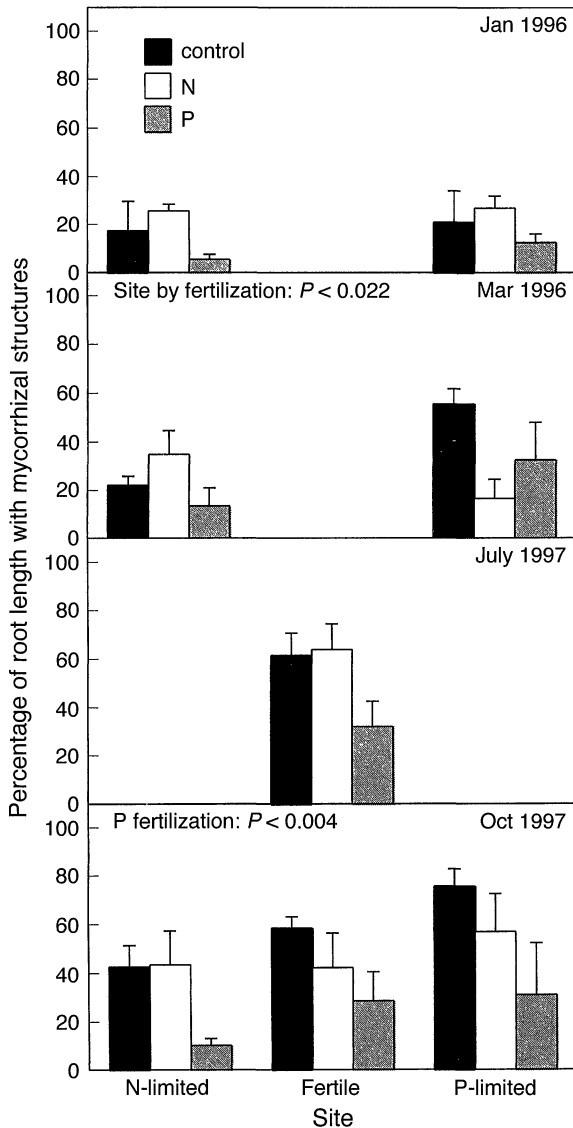 Percentage of root length with mycorrhizal structures
100
80
60
40
20
0
Jan 1996
control
N
P
100
80
60
40
20
0
Site by fertilization: P < 0.022
Mar 1996
100
80
60
40
20
0
July 1997
100
80
60
40
20
0
P fertilization: P < 0.004
Oct 1997
N-limited
Fertile
P-limited
Site